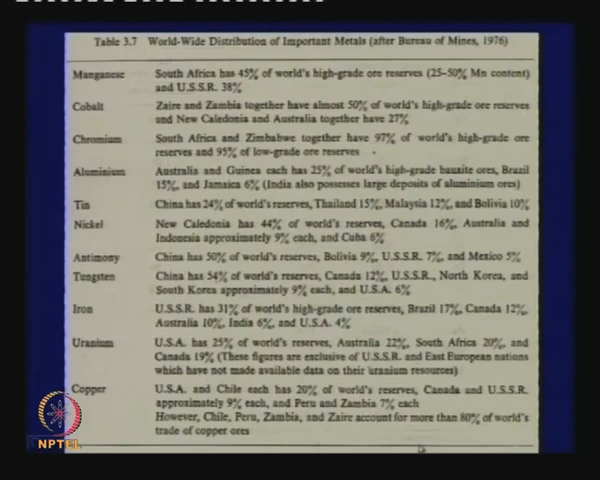 Table 3.7 World-Wide Distribution of Important Metals (after Bureau of Mines, 1976)
Manganese South Africa has 45% of world's high-grade ore reserves (25-50% Mn content)
and U.S.S.R. 38%
Cobalt Zaire and Zambia together have almost 50% of world's high-grade ore reserves
and New Caledonia and Australia together have 27%
Chromium South Africa and Zimbabwe together have 97% of world's high-grade ore
reserves and 95% of low-grade ore reserves
Aluminium Australia and Guinea each has 25% of world's high-grade bauxite ores, Brazil
15%, and Jamaica 6% (India also possesses large deposits of aluminium ores)
Tin China has 24% of world's reserves, Thailand 15%, Malaysia 12%, and Bolivia 10%
Nickel New Caledonia has 44% of world's reserves, Canada 16%, Australia and
Indonesia approximately 9% each, and Cuba 6%
Antimony China has 50% of world's reserves, Bolivia 9%, U.S.S.R. 7%, and Mexico 5%
Tungsten China has 54% of world's reserves, Canada 12%, U.S.S.R., North Korea, and
South Korea approximately 9% each, and U.S.A. 6%
Iron U.S.S.R. has 31% of world's high-grade ore reserves, Brazil 17%, Canada 12%,
Australia 10%, India 6%, and U.S.A. 4%
Uranium U.S.A. has 25% of world's reserves, Australia 22%, South Africa 20%, and
Canada 19% (These figures are exclusive of U.S.S.R. and East European nations
which have not made available data on their uranium resources)
Copper U.S.A. and Chile each has 20% of world's reserves, Canada and U.S.S.R.
approximately 9% each, and Peru and Zambia 7% each
However, Chile, Peru, Zambia, and Zaire account for more than 80% of world's
trade of copper ores
NPTEL